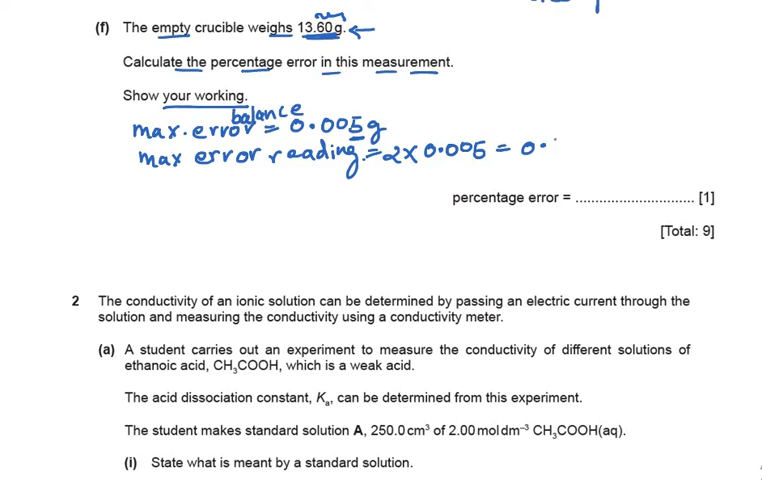 (f) The empty crucible weighs 13.60 g.
Calculate the percentage error in this measurement.
Show your working.
balance
max. error = 0.005g
max error reading = 2 x 0.005 = 0.
percentage error = .............................. [1]
[Total: 9]
2 The conductivity of an ionic solution can be determined by passing an electric current through the
solution and measuring the conductivity using a conductivity meter.
(a) A student carries out an experiment to measure the conductivity of different solutions of
ethanoic acid, CH₃COOH, which is a weak acid.
The acid dissociation constant, Kₐ, can be determined from this experiment.
The student makes standard solution A, 250.0 cm³ of 2.00 mol dm⁻³ CH₃COOH(aq).
(i) State what is meant by a standard solution.